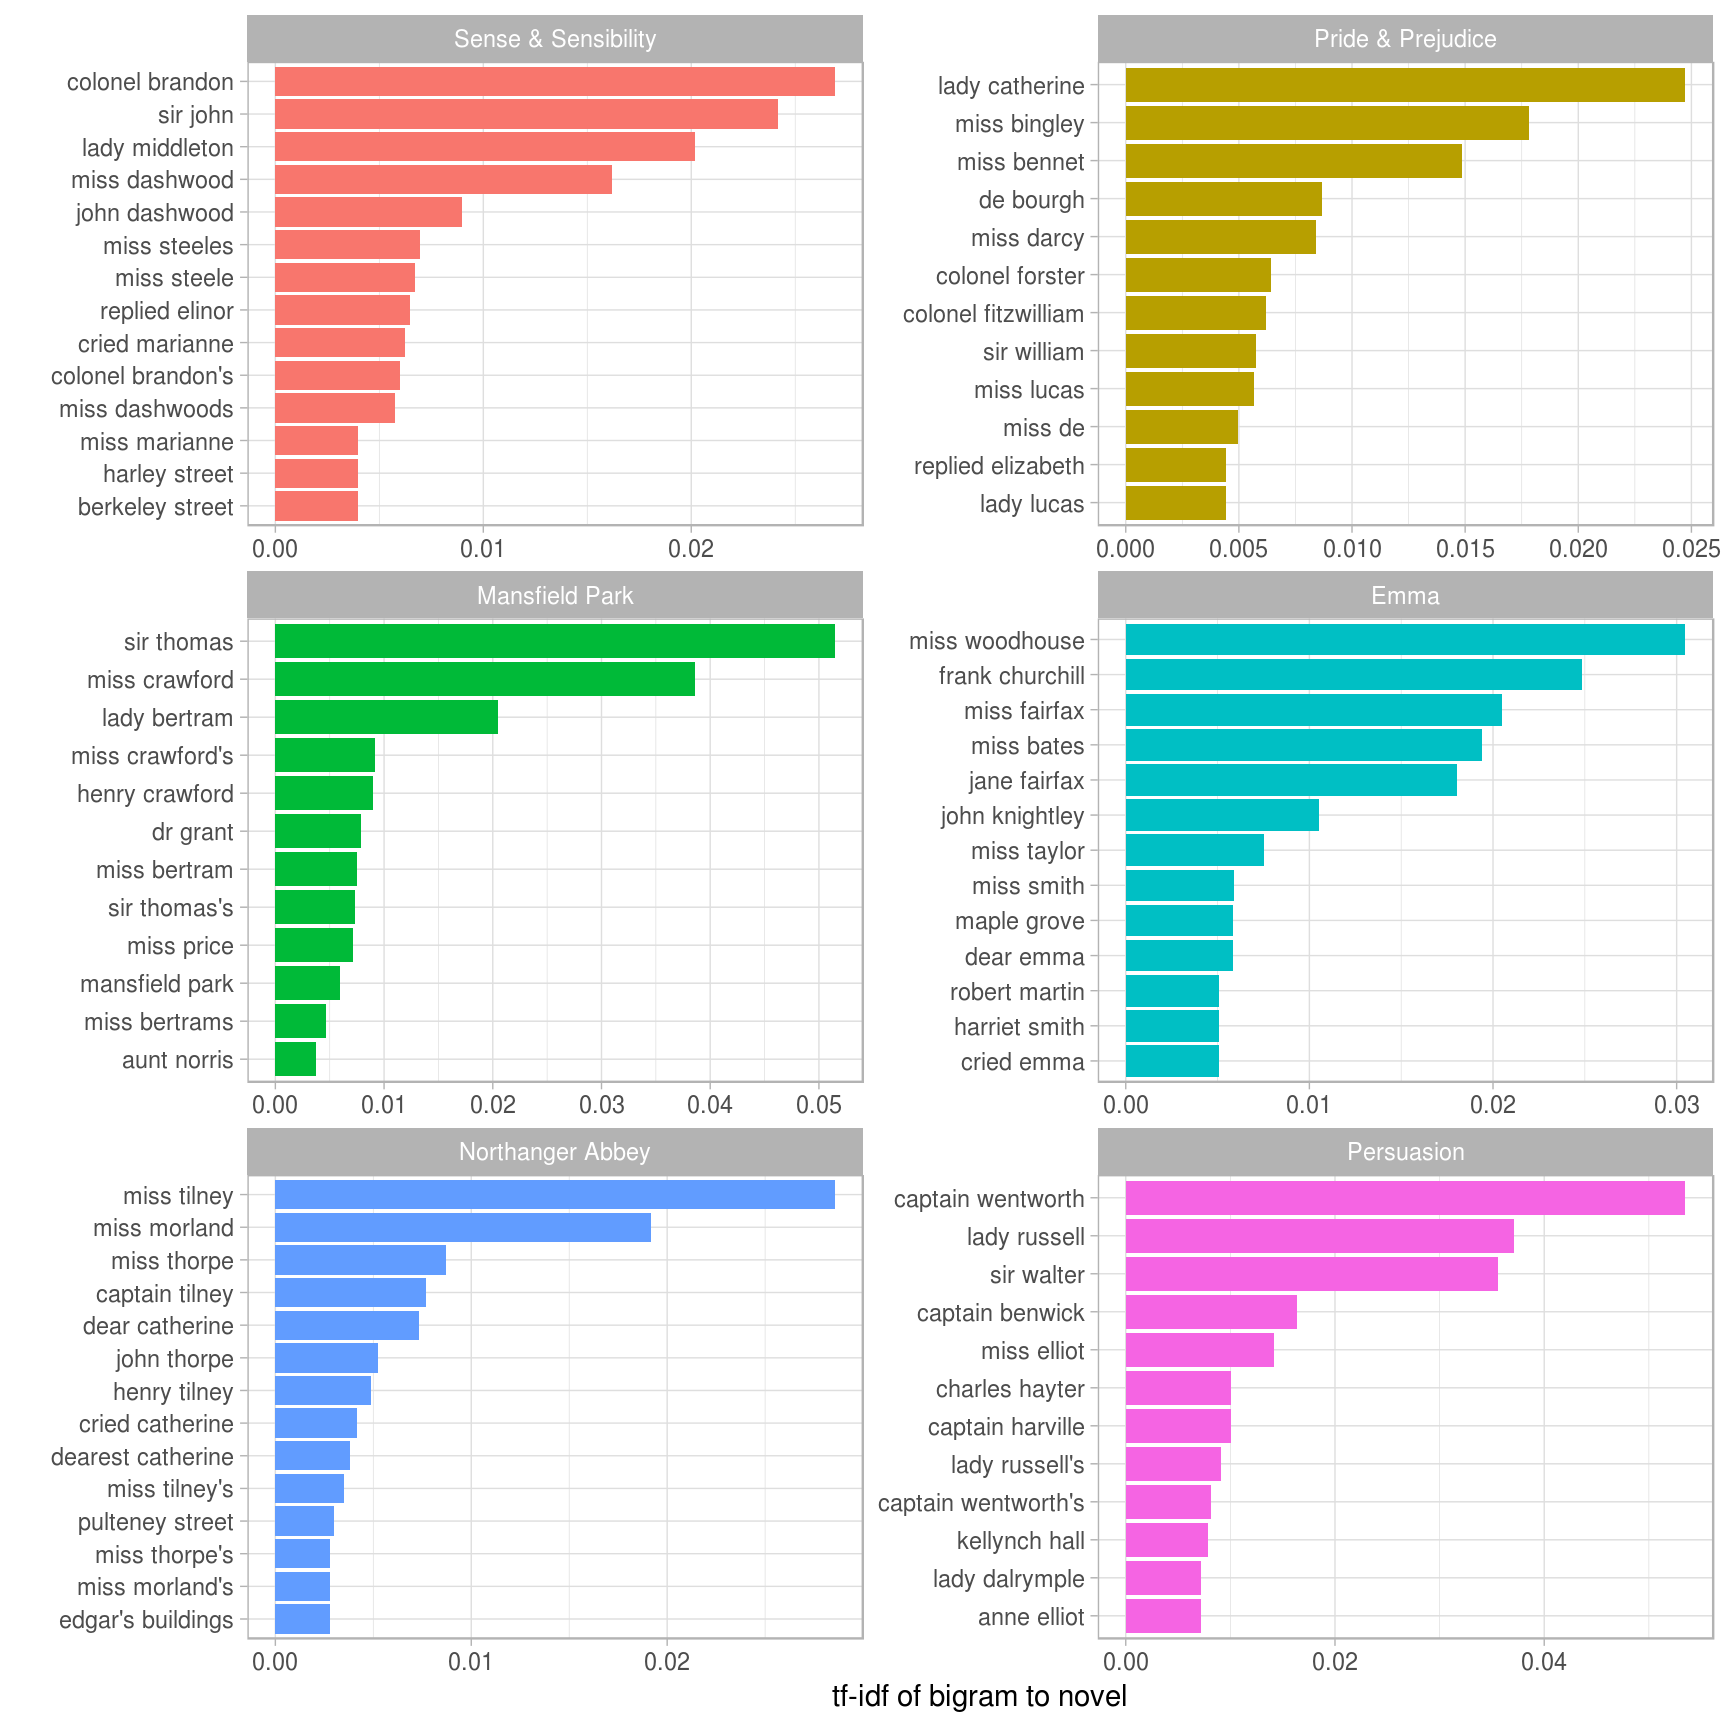 Sense & Sensibility
colonel brandon
sir john
lady middleton
miss dashwood
john dashwood
miss steeles
miss steele
replied elinor
cried marianne
colonel brandon's
miss dashwoods
miss marianne
harley street
berkeley street
0.00 0.01 0.02
Pride & Prejudice
lady catherine
miss bingley
miss bennet
de bourgh
miss darcy
colonel forster
colonel fitzwilliam
sir william
miss lucas
miss de
replied elizabeth
lady lucas
0.000 0.005 0.010 0.015 0.020 0.025
Mansfield Park
sir thomas
miss crawford
lady bertram
miss crawford's
henry crawford
dr grant
miss bertram
sir thomas's
miss price
mansfield park
miss bertrams
aunt norris
0.00 0.01 0.02 0.03 0.04 0.05
Emma
miss woodhouse
frank churchill
miss fairfax
miss bates
jane fairfax
john knightley
miss taylor
miss smith
maple grove
dear emma
robert martin
harriet smith
cried emma
0.00 0.01 0.02 0.03
Northanger Abbey
miss tilney
miss morland
miss thorpe
captain tilney
dear catherine
john thorpe
henry tilney
cried catherine
dearest catherine
miss tilney's
pulteney street
miss thorpe's
miss morland's
edgar's buildings
0.00 0.01 0.02
Persuasion
captain wentworth
lady russell
sir walter
captain benwick
miss elliot
charles hayter
captain harville
lady russell's
captain wentworth's
kellynch hall
lady dalrymple
anne elliot
0.00 0.02 0.04
tf-idf of bigram to novel